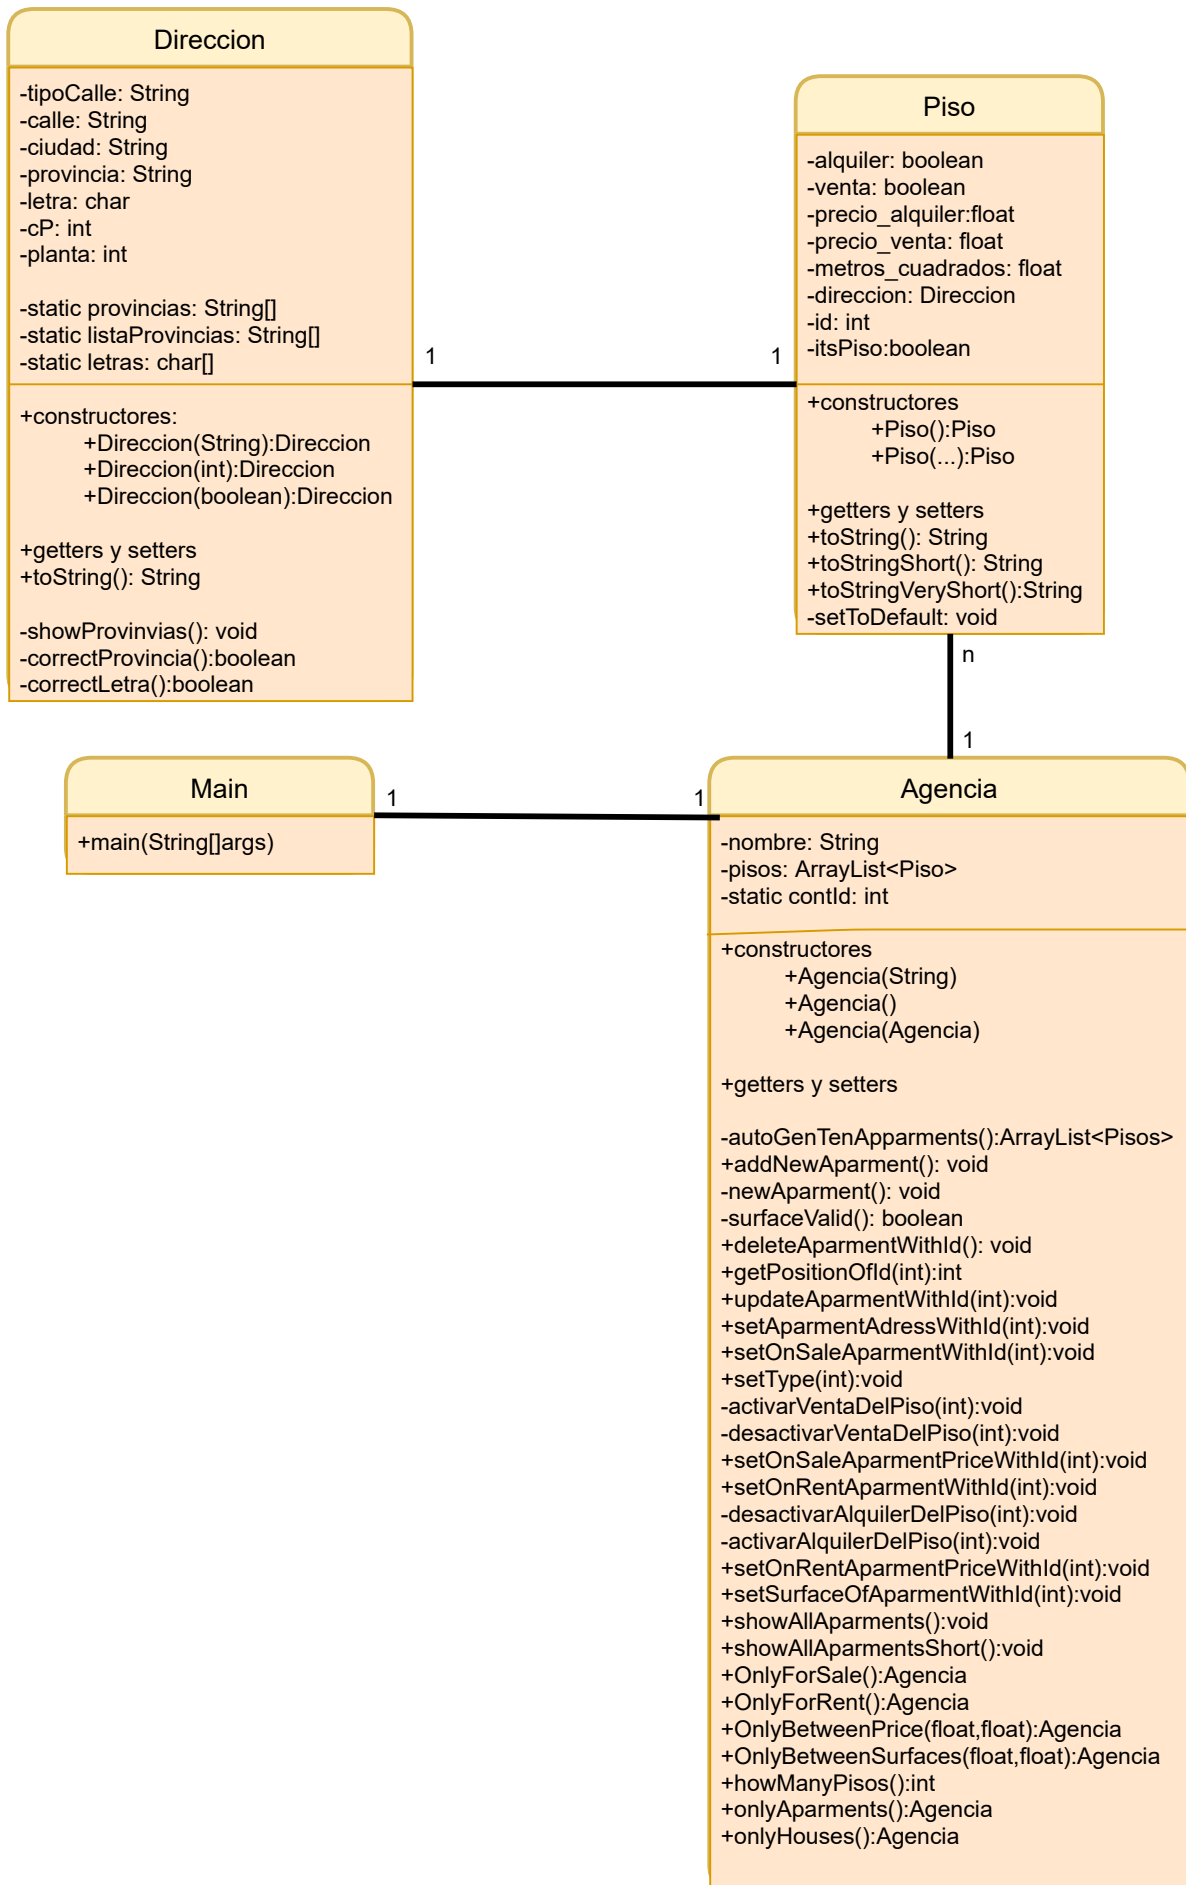 Direccion
-tipoCalle: String
-calle: String
-ciudad: String
-provincia: String
-letra: char
-cP: int
-planta: int
-static provincias: String[]
-static listaProvincias: String[]
-static letras: char[]
+constructores:
+Direccion(String):Direccion
+Direccion(int):Direccion
+Direccion(boolean):Direccion
+getters y setters
+toString(): String
-showProvinvias(): void
-correctProvincia():boolean
-correctLetra():boolean
1
1
Piso
-alquiler: boolean
-venta: boolean
-precio_alquiler:float
-precio_venta: float
-metros_cuadrados: float
-direccion: Direccion
-id: int
-itsPiso:boolean
+constructores
+Piso():Piso
+Piso(...):Piso
+getters y setters
+toString(): String
+toStringShort(): String
+toStringVeryShort():String
-setToDefault: void
n
1
Main
+main(String[]args)
1
1
Agencia
-nombre: String
-pisos: ArrayList<Piso>
-static contId: int
+constructores
+Agencia(String)
+Agencia()
+Agencia(Agencia)
+getters y setters
-autoGenTenApparments():ArrayList<Pisos>
+addNewAparment(): void
-newAparment(): void
-surfaceValid(): boolean
+deleteAparmentWithId(): void
+getPositionOfId(int):int
+updateAparmentWithId(int):void
+setAparmentAdressWithId(int):void
+setOnSaleAparmentWithId(int):void
+setType(int):void
-activarVentaDelPiso(int):void
-desactivarVentaDelPiso(int):void
+setOnSaleAparmentPriceWithId(int):void
+setOnRentAparmentWithId(int):void
-desactivarAlquilerDelPiso(int):void
-activarAlquilerDelPiso(int):void
+setOnRentAparmentPriceWithId(int):void
+setSurfaceOfAparmentWithId(int):void
+showAllAparments():void
+showAllAparmentsShort():void
+OnlyForSale():Agencia
+OnlyForRent():Agencia
+OnlyBetweenPrice(float,float):Agencia
+OnlyBetweenSurfaces(float,float):Agencia
+howManyPisos():int
+onlyAparments():Agencia
+onlyHouses():Agencia